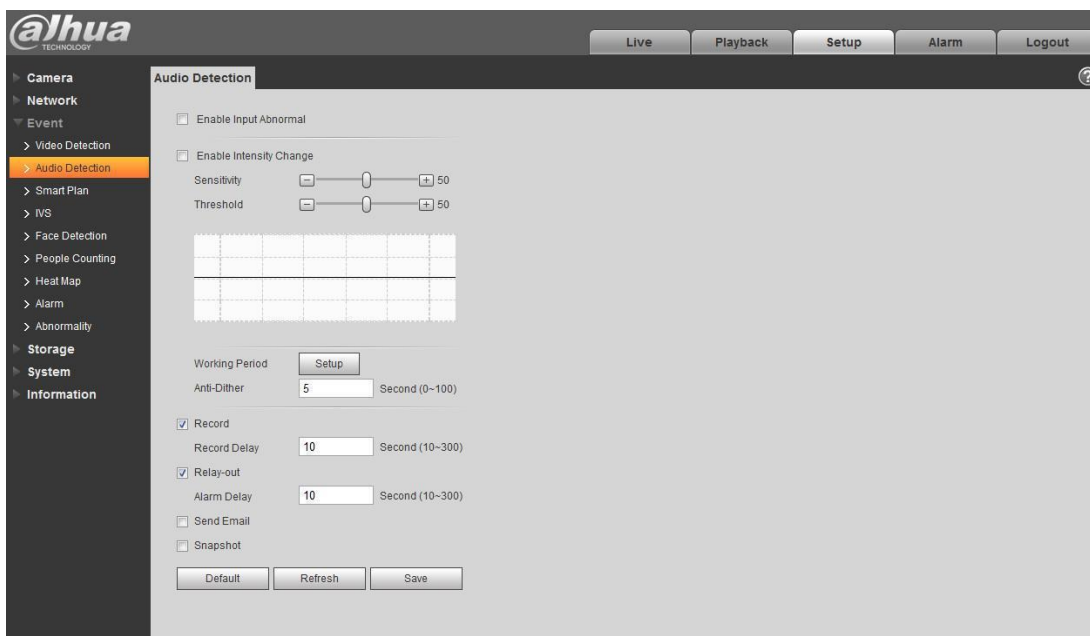 alhua
TECHNOLOGY
Live Playback Setup Alarm Logout
Camera
Network
Event
Video Detection
Audio Detection
Smart Plan
IVS
Face Detection
People Counting
Heat Map
Alarm
Abnormality
Storage
System
Information
Audio Detection
?
Enable Input Abnormal
Enable Intensity Change
Sensitivity - + 50
Threshold - + 50
Working Period Setup
Anti-Dither 5 Second (0~100)
Record
Record Delay 10 Second (10~300)
Relay-out
Alarm Delay 10 Second (10~300)
Send Email
Snapshot
Default Refresh Save